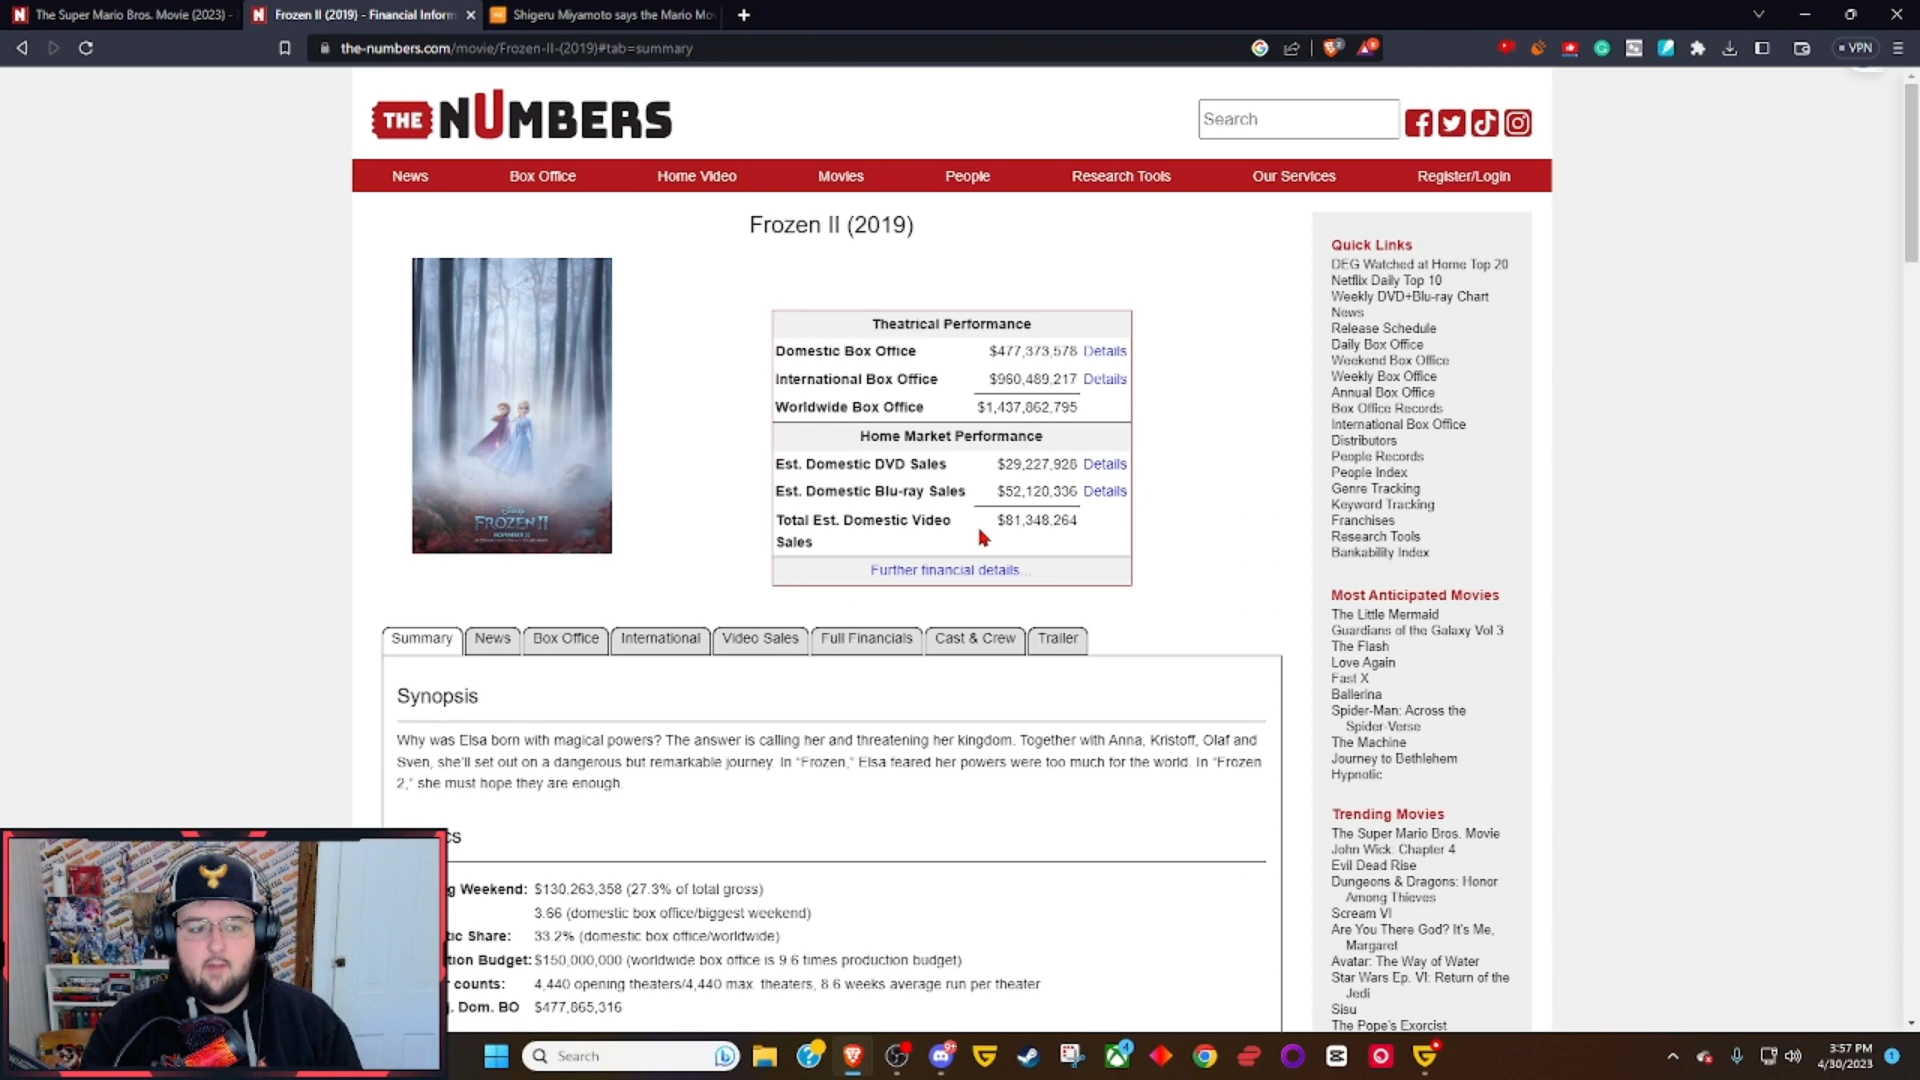 The Super Mario Bros. Movie (2023) -
Frozen II (2019) - Financial Inform
Shigeru Miyamoto says the Mario Mov
the-numbers.com/movie/Frozen-II-(2019)#tab=summary
VPN
THE NUMBERS
Search
News
Box Office
Home Video
Movies
People
Research Tools
Our Services
Register/Login
Frozen II (2019)
Disney
FROZEN II
NOVEMBER 22
Theatrical Performance
Domestic Box Office $477,373,578 Details
International Box Office $960,489,217 Details
Worldwide Box Office $1,437,862,795
Home Market Performance
Est. Domestic DVD Sales $29,227,928 Details
Est. Domestic Blu-ray Sales $52,120,336 Details
Total Est. Domestic Video $81,348,264
Sales
Further financial details...
Summary
News
Box Office
International
Video Sales
Full Financials
Cast & Crew
Trailer
Synopsis
Why was Elsa born with magical powers? The answer is calling her and threatening her kingdom. Together with Anna, Kristoff, Olaf and
Sven, she'll set out on a dangerous but remarkable journey. In "Frozen," Elsa feared her powers were too much for the world. In "Frozen
2," she must hope they are enough.
cs
g Weekend: $130,263,358 (27.3% of total gross)
3.66 (domestic box office/biggest weekend)
tic Share: 33.2% (domestic box office/worldwide)
tion Budget: $150,000,000 (worldwide box office is 9.6 times production budget)
counts: 4,440 opening theaters/4,440 max. theaters, 8.6 weeks average run per theater
. Dom. BO $477,865,316
Quick Links
DEG Watched at Home Top 20
Netflix Daily Top 10
Weekly DVD+Blu-ray Chart
News
Release Schedule
Daily Box Office
Weekend Box Office
Weekly Box Office
Annual Box Office
Box Office Records
International Box Office
Distributors
People Records
People Index
Genre Tracking
Keyword Tracking
Franchises
Research Tools
Bankability Index
Most Anticipated Movies
The Little Mermaid
Guardians of the Galaxy Vol 3
The Flash
Love Again
Fast X
Ballerina
Spider-Man: Across the
Spider-Verse
The Machine
Journey to Bethlehem
Hypnotic
Trending Movies
The Super Mario Bros. Movie
John Wick: Chapter 4
Evil Dead Rise
Dungeons & Dragons: Honor
Among Thieves
Scream VI
Are You There God? It's Me,
Margaret
Avatar: The Way of Water
Star Wars Ep. VI: Return of the
Jedi
Sisu
The Pope's Exorcist
Search
3:57 PM
4/30/2023